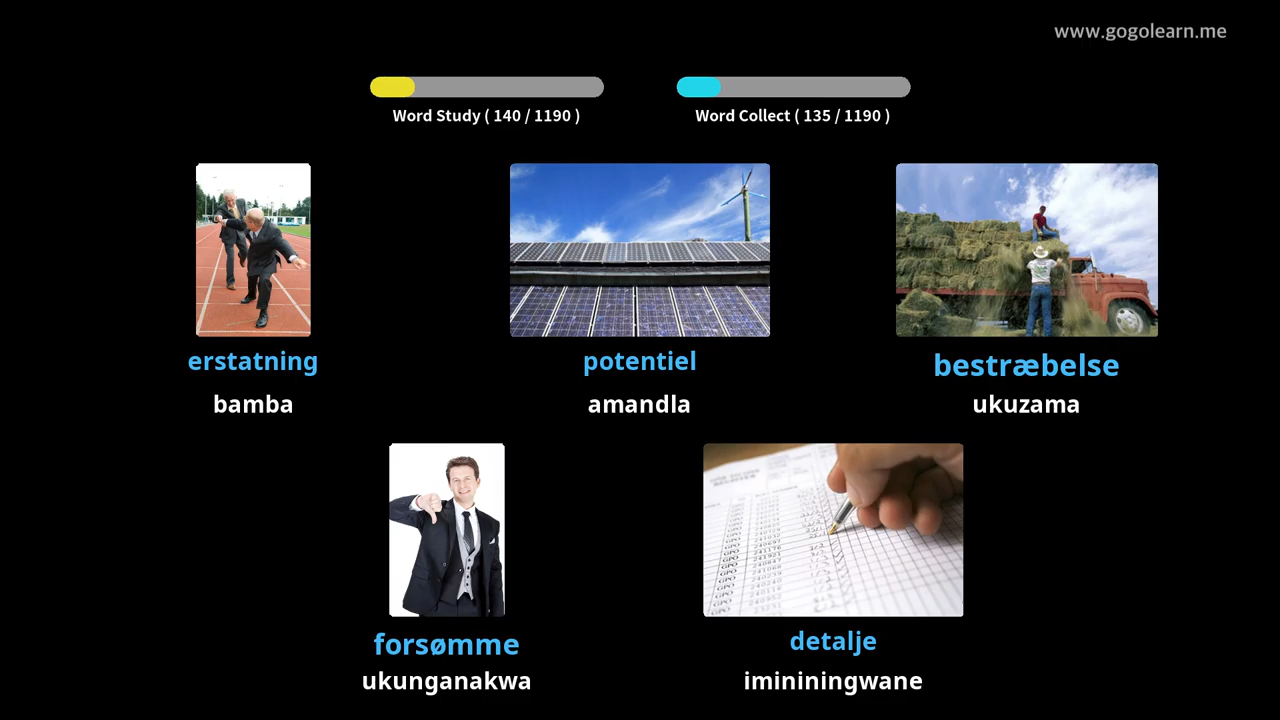 www.gogolearn.me
Word Study ( 140 / 1190 )
Word Collect ( 135 / 1190 )
erstatning
bamba
potentiel
amandla
bestræbelse
ukuzama
forsømme
ukunganakwa
detalje
imininingwane